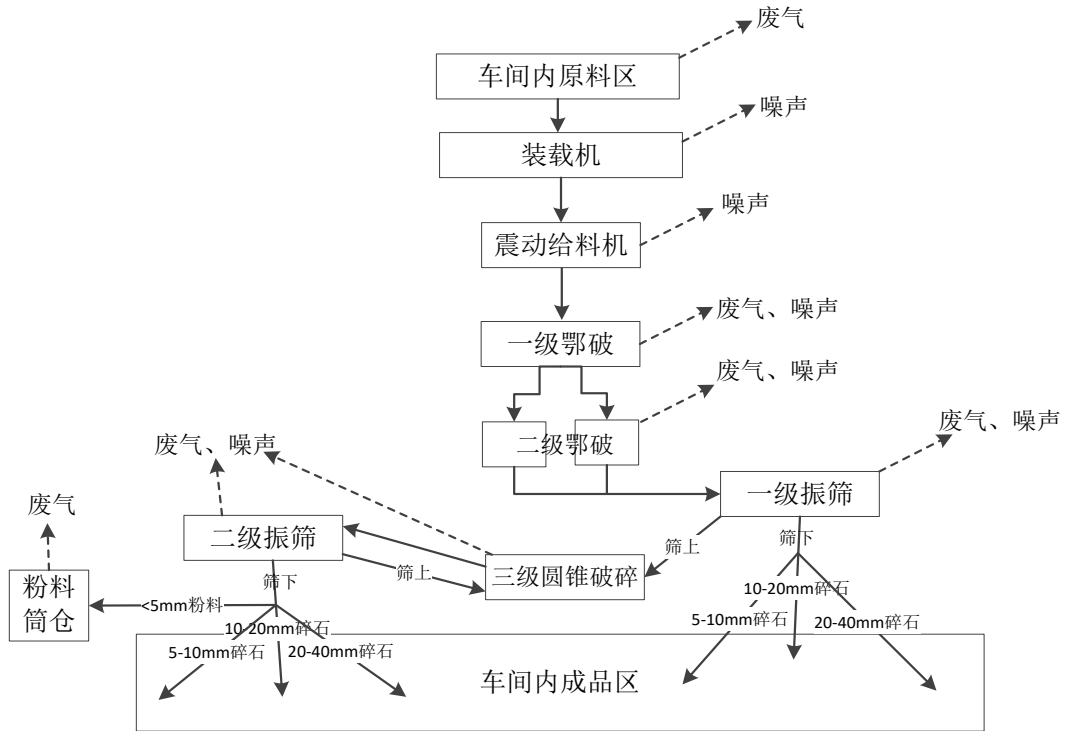 废气
车间内原料区
噪声
装载机
噪声
震动给料机
废气、噪声
一级鄂破
废气、噪声
二级鄂破
废气、噪声
一级振筛
废气、噪声
二级振筛
废气
粉料
筒仓
筛上
筛上
三级圆锥破碎
筛下
筛下
<5mm粉料
10-20mm碎石
5-10mm碎石
20-40mm碎石
10-20mm碎石
5-10mm碎石
20-40mm碎石
车间内成品区